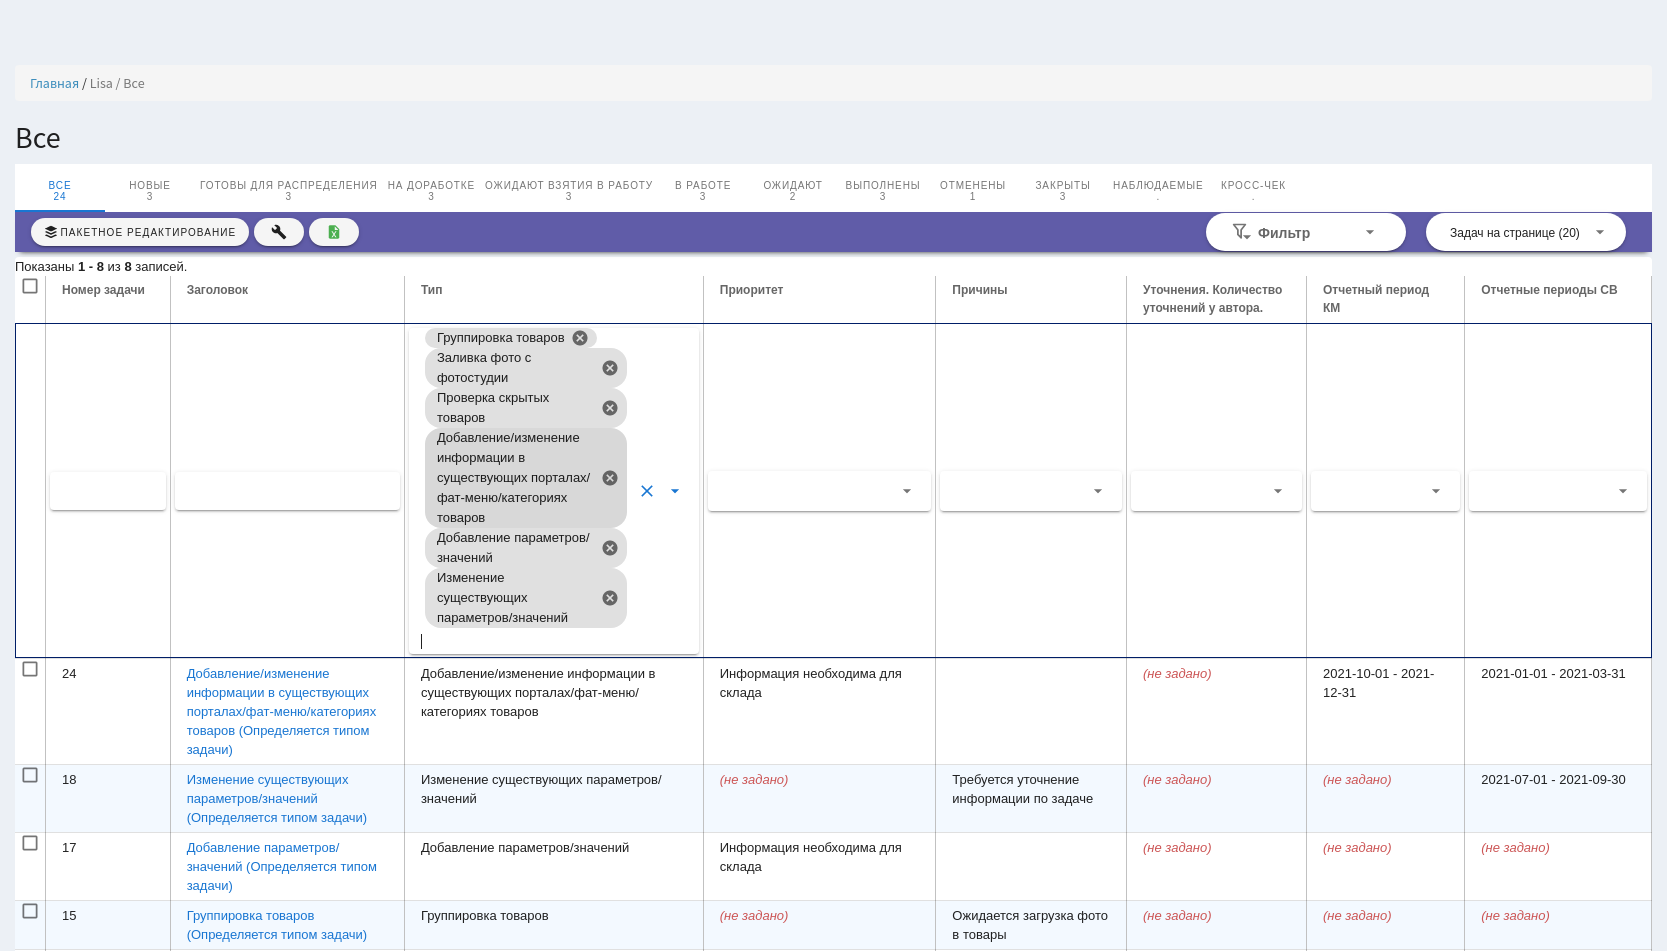 Главная / Lisa / Все
Все
ВСЕ
24
НОВЫЕ
3
ГОТОВЫ ДЛЯ РАСПРЕДЕЛЕНИЯ
3
НА ДОРАБОТКЕ
3
ОЖИДАЮТ ВЗЯТИЯ В РАБОТУ
3
В РАБОТЕ
3
ОЖИДАЮТ
2
ВЫПОЛНЕНЫ
3
ОТМЕНЕНЫ
1
ЗАКРЫТЫ
3
НАБЛЮДАЕМЫЕ
.
КРОСС-ЧЕК
.
ПАКЕТНОЕ РЕДАКТИРОВАНИЕ
Фильтр
Задач на странице (20)
Показаны 1 - 8 из 8 записей.
Номер задачи
Заголовок
Тип
Приоритет
Причины
Уточнения. Количество
уточнений у автора.
Отчетный период
КМ
Отчетные периоды СВ
Группировка товаров
Заливка фото с
фотостудии
Проверка скрытых
товаров
Добавление/изменение
информации в
существующих порталах/
фат-меню/категориях
товаров
Добавление параметров/
значений
Изменение
существующих
параметров/значений
24
Добавление/изменение
информации в существующих
порталах/фат-меню/категориях
товаров (Определяется типом
задачи)
Добавление/изменение информации в
существующих порталах/фат-меню/
категориях товаров
Информация необходима для
склада
(не задано)
2021-10-01 - 2021-
12-31
2021-01-01 - 2021-03-31
18
Изменение существующих
параметров/значений
(Определяется типом задачи)
Изменение существующих параметров/
значений
(не задано)
Требуется уточнение
информации по задаче
(не задано)
(не задано)
2021-07-01 - 2021-09-30
17
Добавление параметров/
значений (Определяется типом
задачи)
Добавление параметров/значений
Информация необходима для
склада
(не задано)
(не задано)
(не задано)
15
Группировка товаров
(Определяется типом задачи)
Группировка товаров
(не задано)
Ожидается загрузка фото
в товары
(не задано)
(не задано)
(не задано)